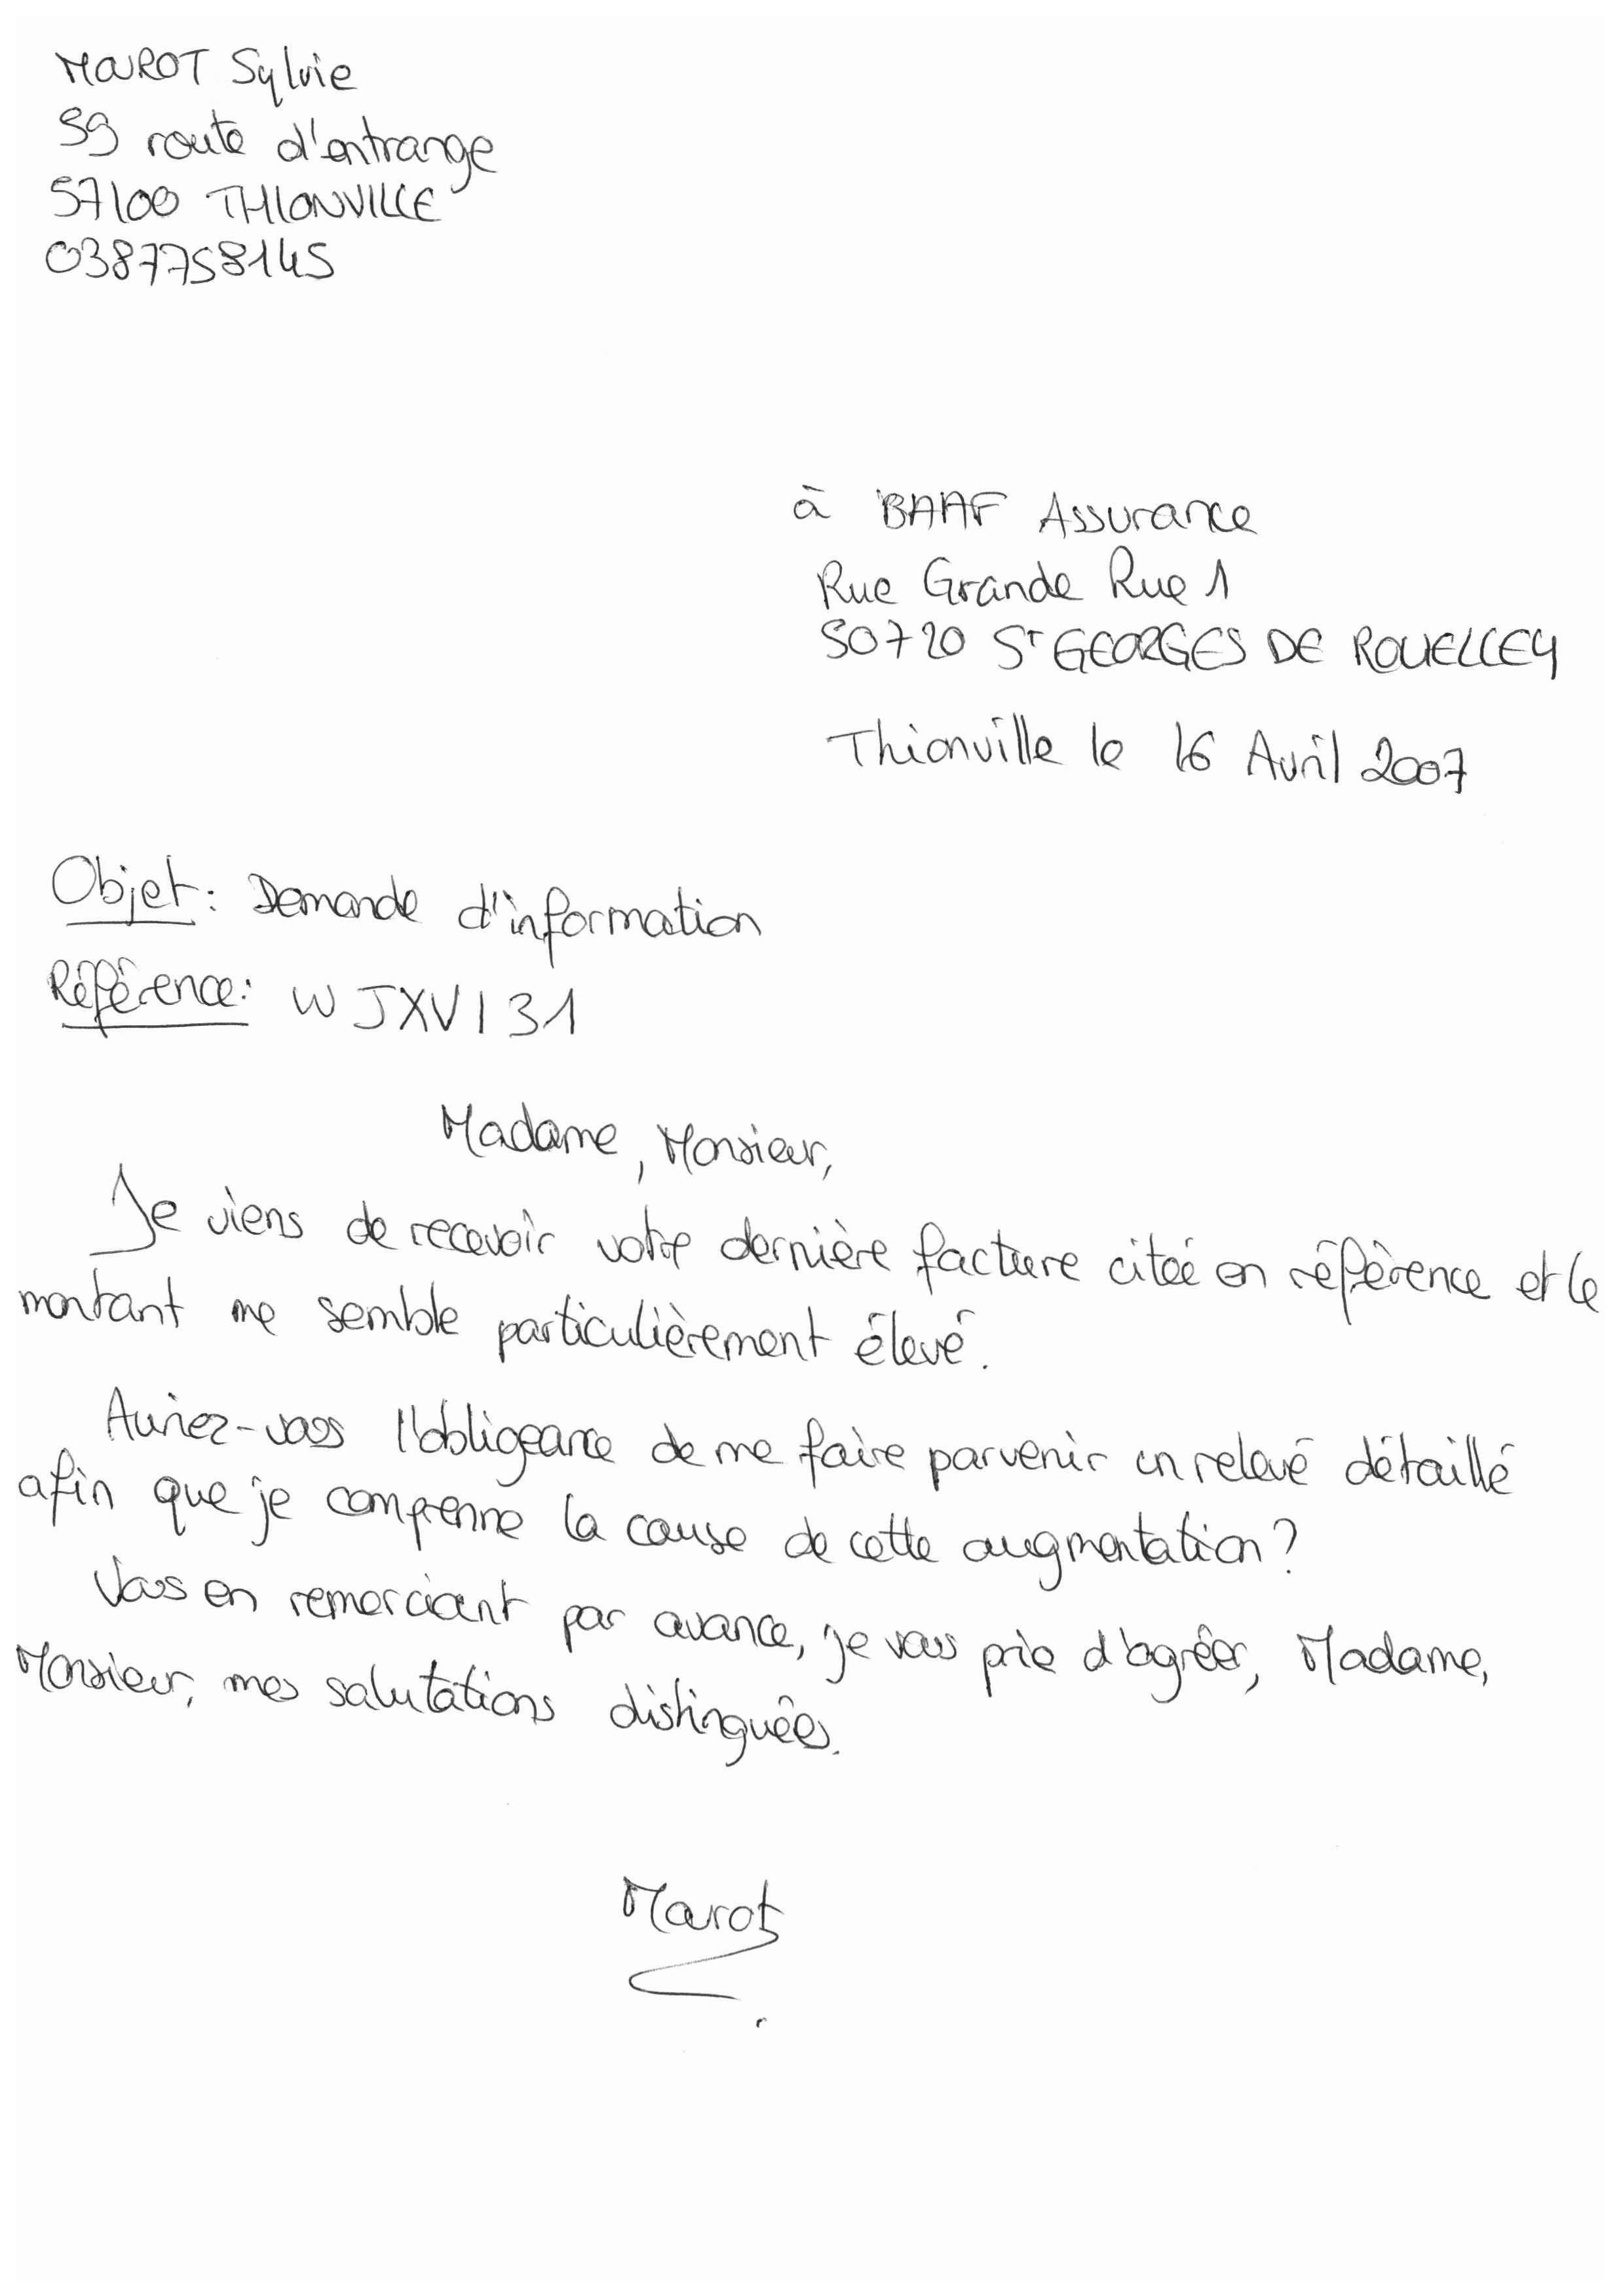 MAROT Sylvie
59 route d'entrange
57100 THIONVILLE
0387758145
à BAAF Assurance
Rue Grande Rue 1
50720 St GEORGES DE ROUELLEY
Thionville le 16 Avril 2007
Objet : Demande d'information
Référence : WJXVI31
Madame, Monsieur,
Je viens de recevoir votre dernière facture citée en référence et le
montant me semble particulièrement élevé.
Auriez-vous l'obligeance de me faire parvenir un relevé détaillé
afin que je comprenne la cause de cette augmentation ?
Vous en remerciant par avance, je vous prie d'agréer, Madame,
Monsieur, mes salutations distinguées.
Marot